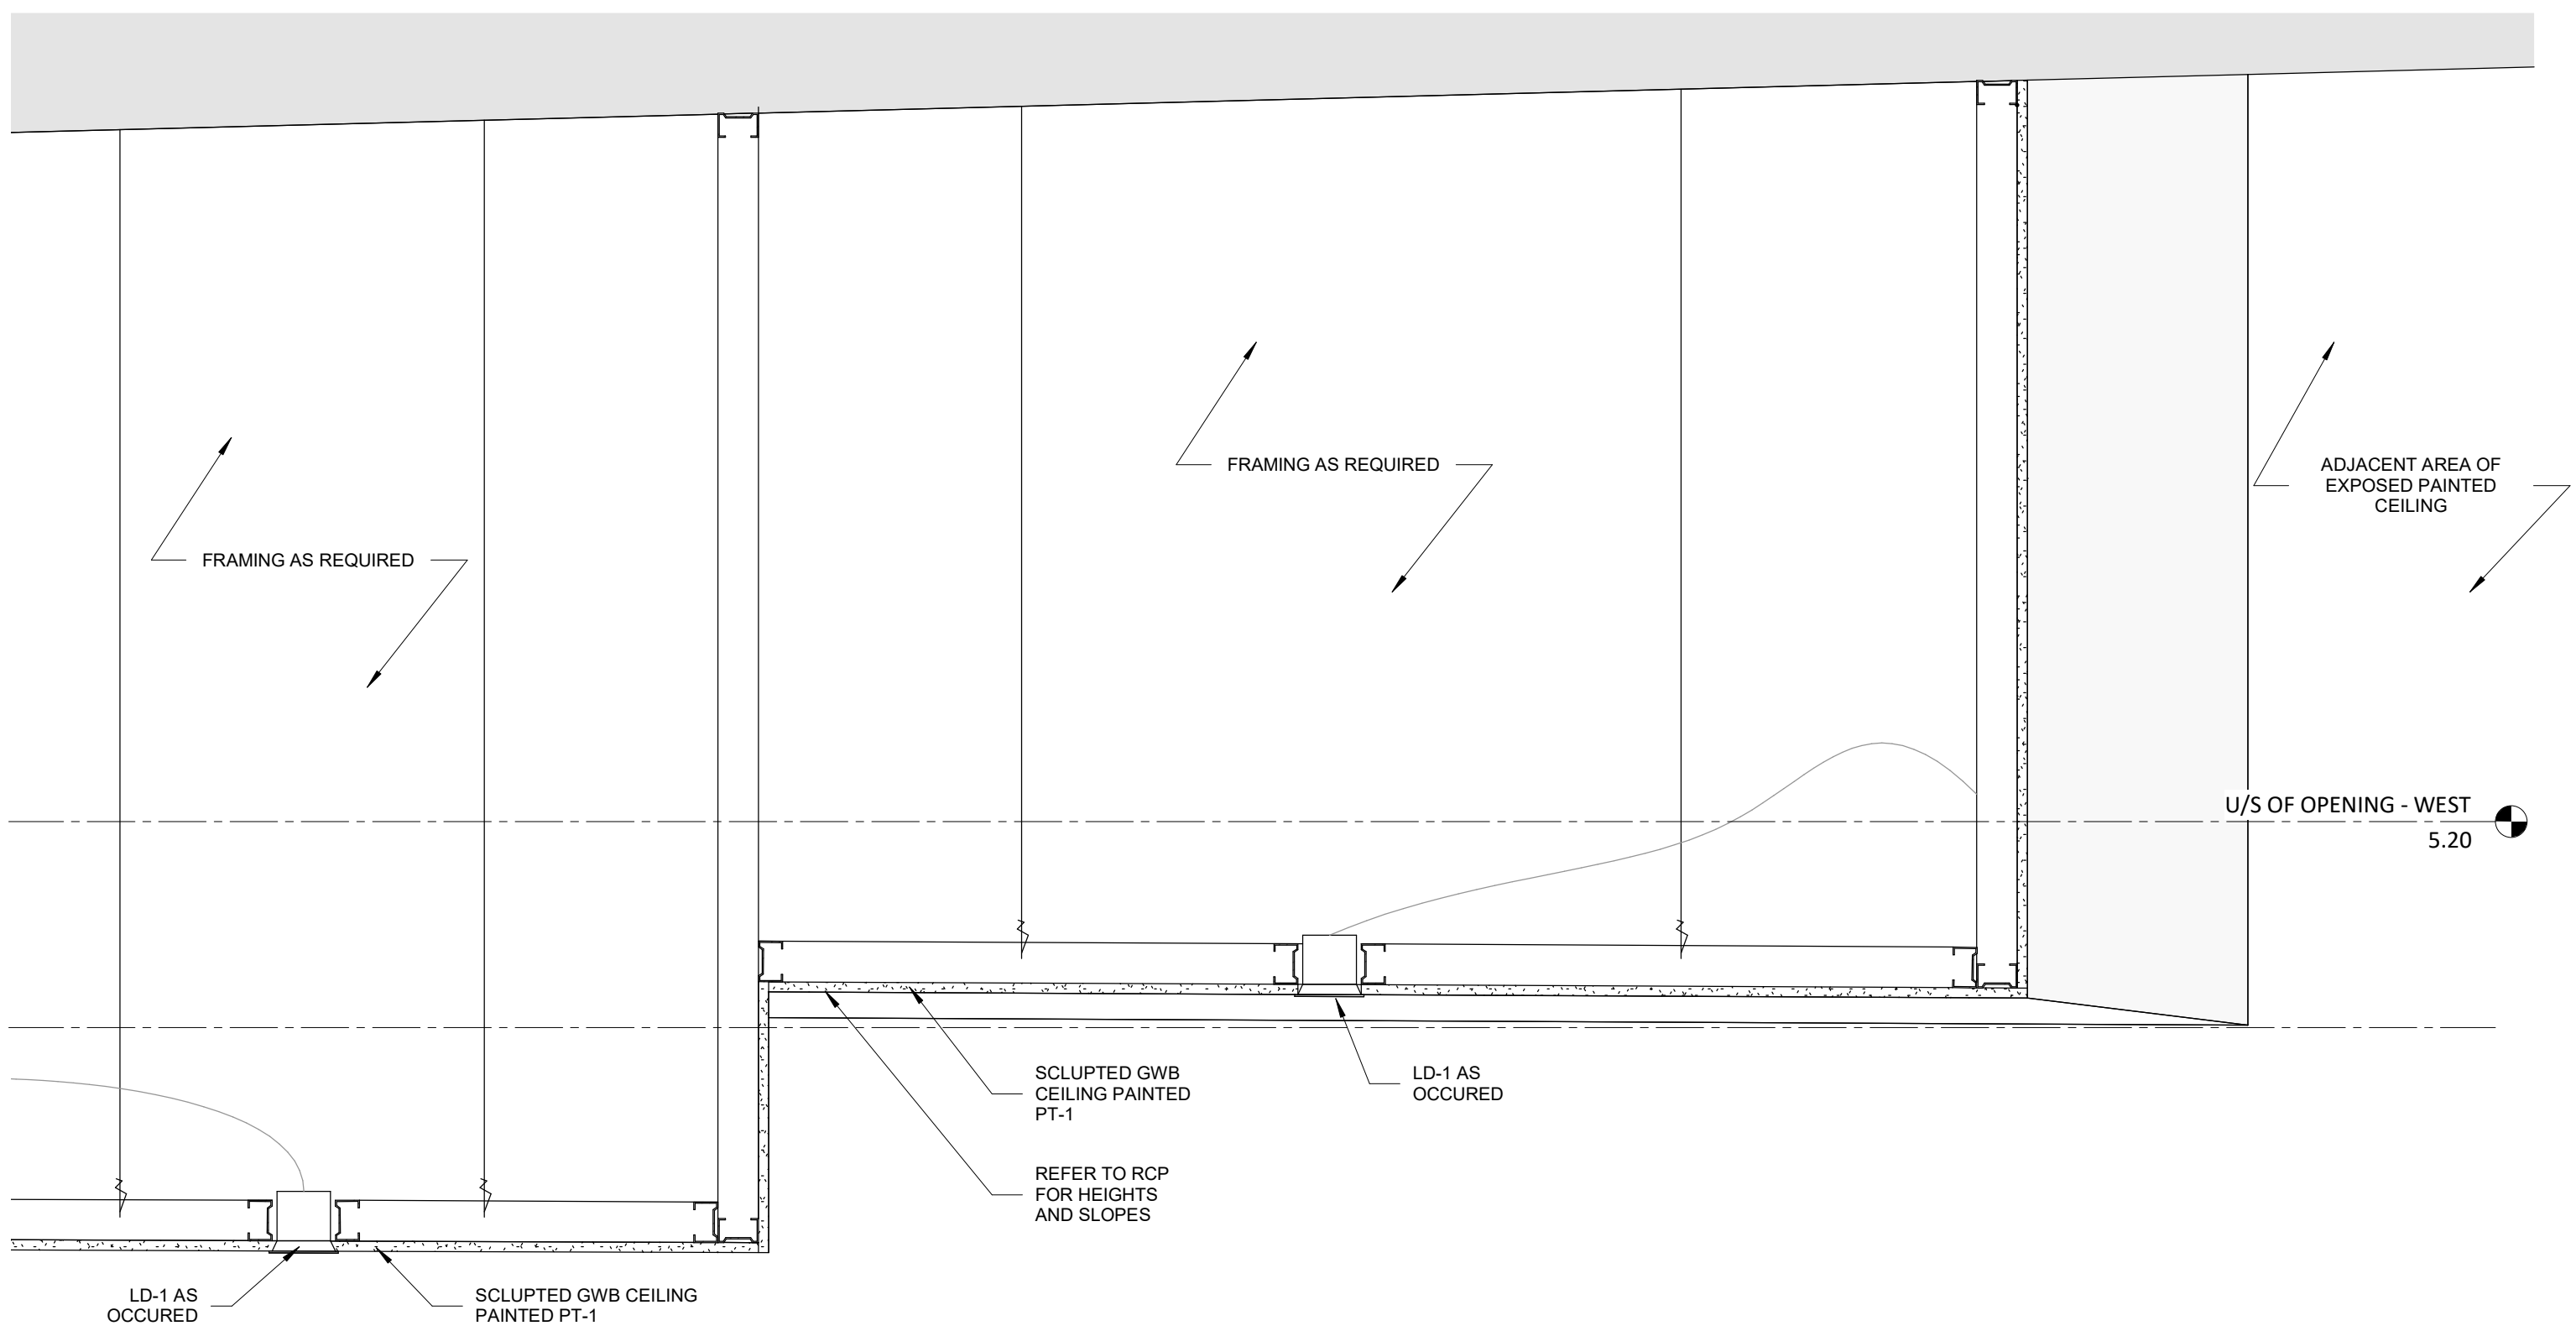 FRAMING AS REQUIRED
FRAMING AS REQUIRED
ADJACENT AREA OF
EXPOSED PAINTED
CEILING
U/S OF OPENING - WEST
5.20
SCLUPTED GWB
CEILING PAINTED
PT-1
LD-1 AS
OCCURED
REFER TO RCP
FOR HEIGHTS
AND SLOPES
LD-1 AS
OCCURED
SCLUPTED GWB CEILING
PAINTED PT-1